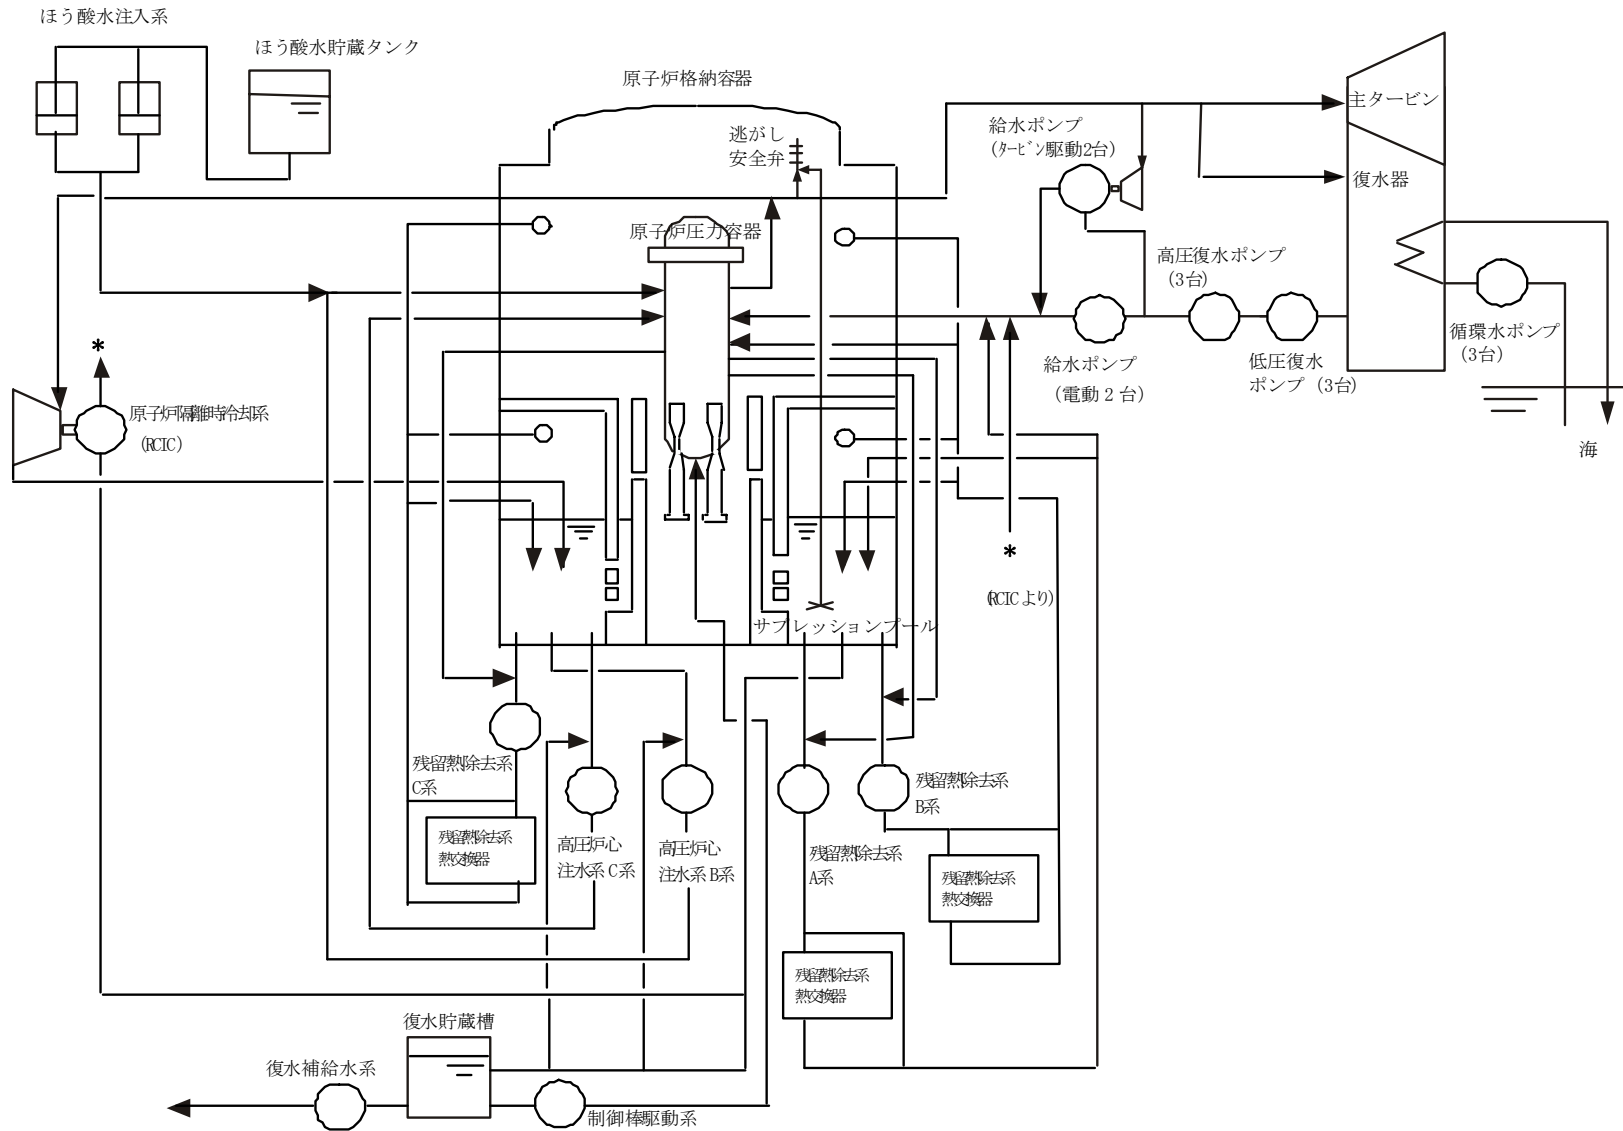 ほう酸水注入系
ほう酸水貯蔵タンク
原子炉格納容器
逃がし
安全弁
給水ポンプ
(ﾀｰﾋﾞﾝ駆動2台)
主タービン
復水器
原子炉圧力容器
高圧復水ポンプ
(3台)
循環水ポンプ
(3台)
低圧復水
ポンプ(3台)
給水ポンプ
(電動2台)
海
*
原子炉隔離時冷却系
(RCIC)
*
(RCICより)
サプレッションプール
残留熱除去系
C系
残留熱除去系
熱交換器
高圧炉心
注水系C系
高圧炉心
注水系B系
残留熱除去系
A系
残留熱除去系
B系
残留熱除去系
熱交換器
残留熱除去系
熱交換器
復水貯蔵槽
復水補給水系
制御棒駆動系